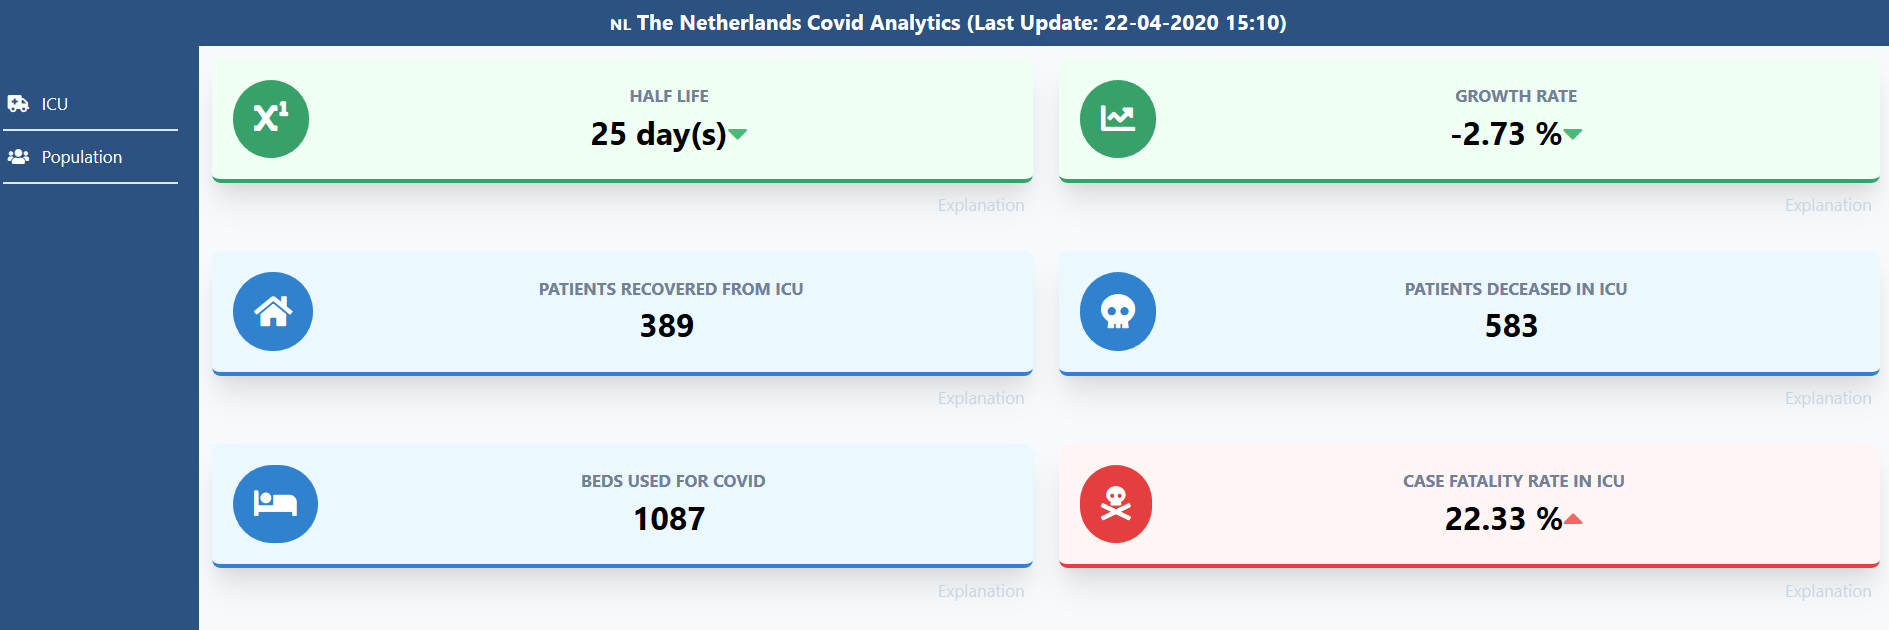 NL The Netherlands Covid Analytics (Last Update: 22-04-2020 15:10)
ICU
Population
HALF LIFE
25 day(s)
Explanation
GROWTH RATE
-2.73 %
Explanation
PATIENTS RECOVERED FROM ICU
389
Explanation
PATIENTS DECEASED IN ICU
583
Explanation
BEDS USED FOR COVID
1087
Explanation
CASE FATALITY RATE IN ICU
22.33 %
Explanation